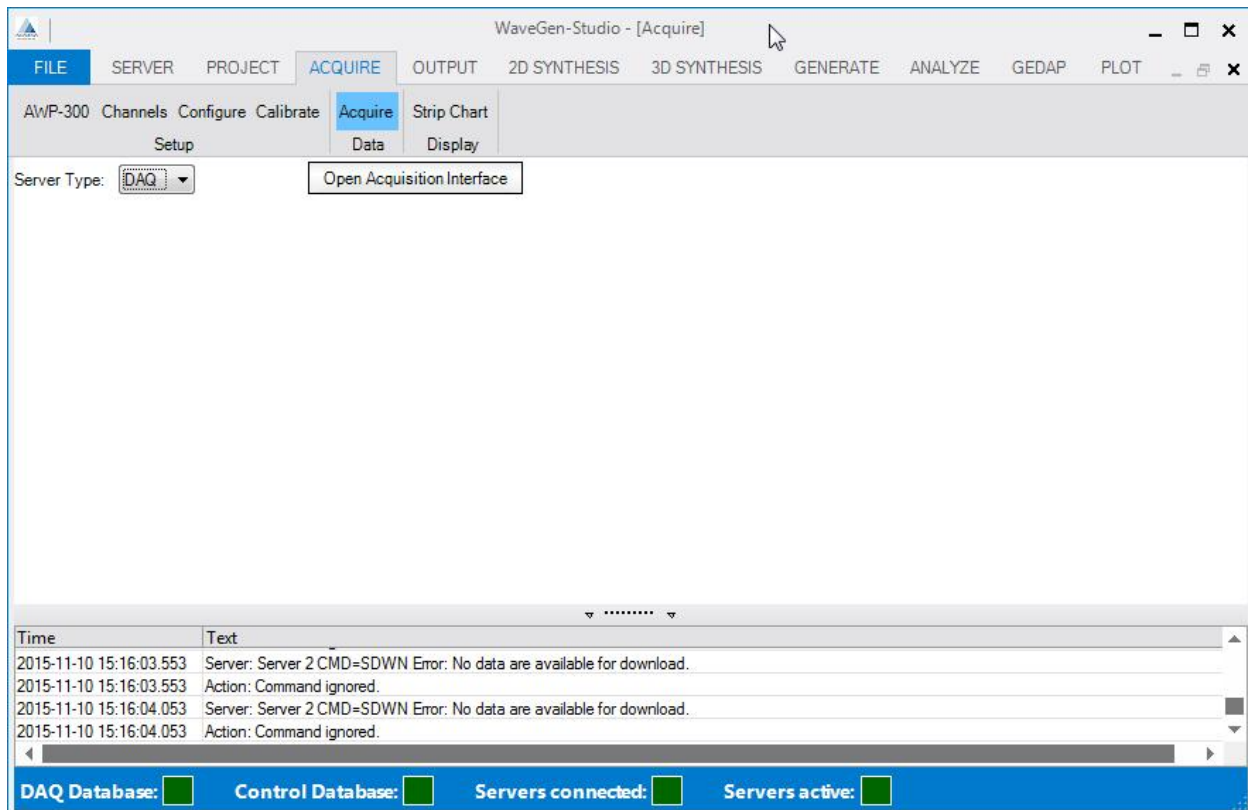 WaveGen-Studio - [Acquire]
FILE SERVER PROJECT ACQUIRE OUTPUT 2D SYNTHESIS 3D SYNTHESIS GENERATE ANALYZE GEDAP PLOT
AWP-300 Channels Configure Calibrate Acquire Strip Chart
Setup Data Display
Server Type: DAQ Open Acquisition Interface
Time Text
2015-11-10 15:16:03.553 Server: Server 2 CMD=SDWN Error: No data are available for download.
2015-11-10 15:16:03.553 Action: Command ignored.
2015-11-10 15:16:04.053 Server: Server 2 CMD=SDWN Error: No data are available for download.
2015-11-10 15:16:04.053 Action: Command ignored.
DAQ Database: Control Database: Servers connected: Servers active: